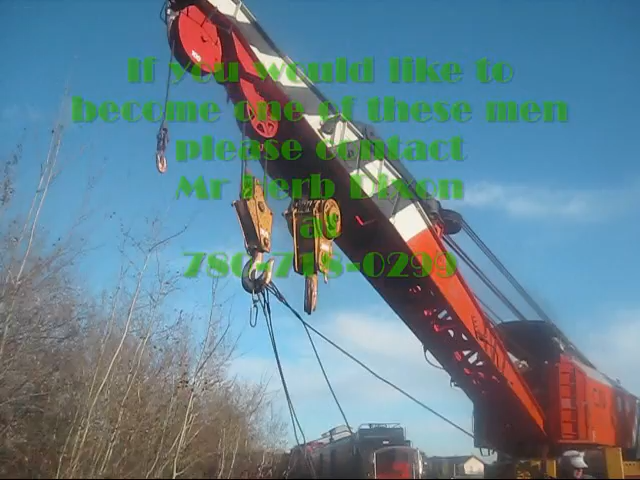 If you would like to
become one of these men
please contact
Mr Herb Dixon
at
780-718-0299